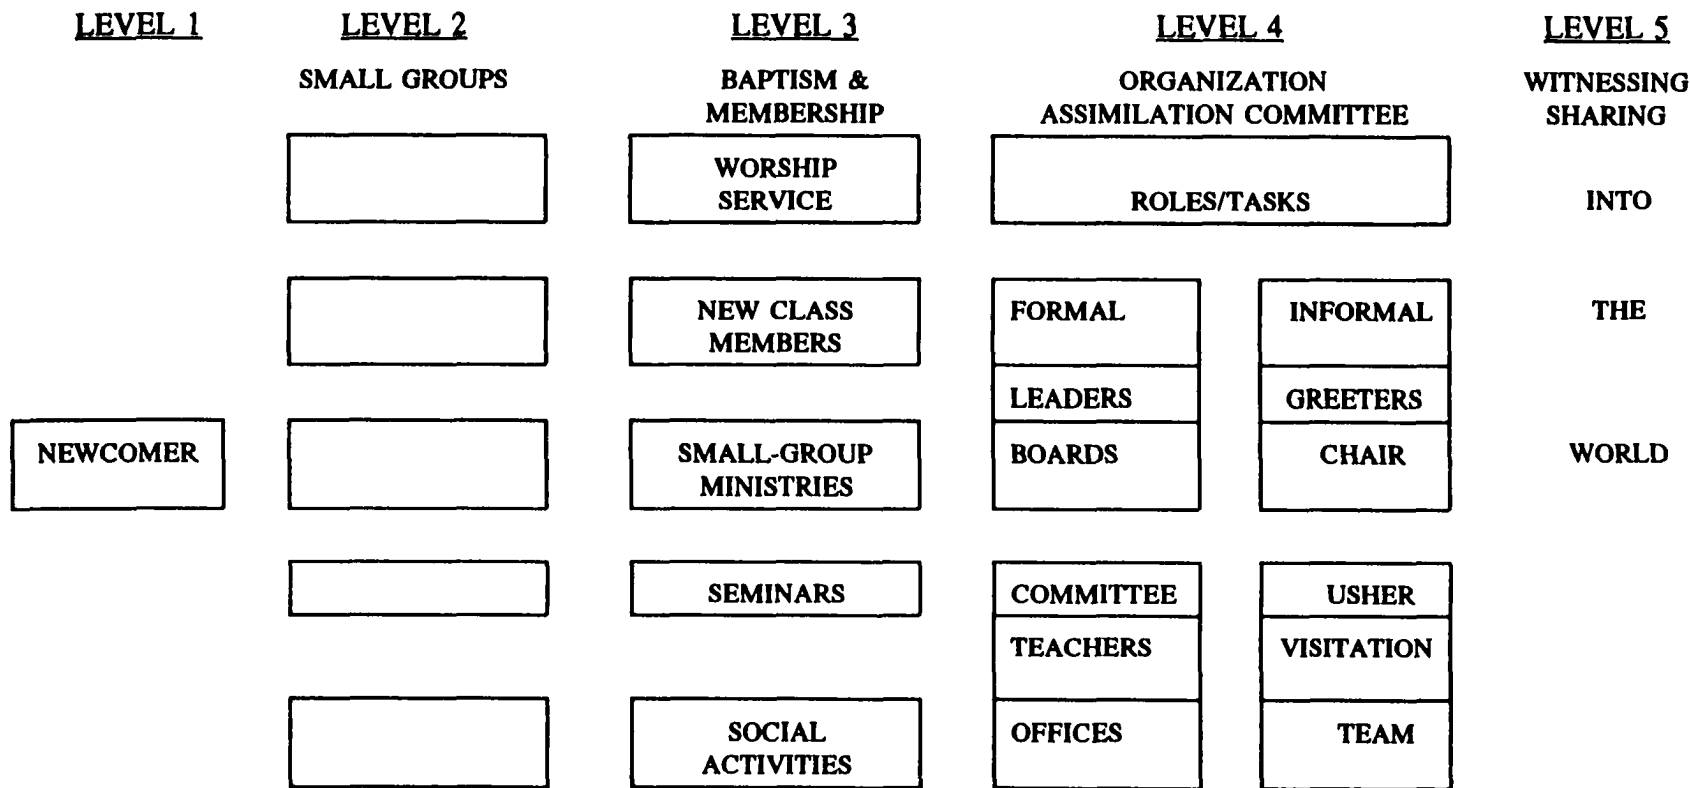 LEVEL 1 LEVEL 2 LEVEL 3 LEVEL 4 LEVEL 5
SMALL GROUPS BAPTISM & ORGANIZATION WITNESSING
MEMBERSHIP ASSIMILATION COMMITTEE SHARING
WORSHIP
SERVICE ROLES/TASKS INTO
NEW CLASS FORMAL INFORMAL THE
MEMBERS
LEADERS GREETERS
NEWCOMER SMALL-GROUP BOARDS CHAIR WORLD
MINISTRIES
SEMINARS COMMITTEE USHER
TEACHERS VISITATION
SOCIAL OFFICES TEAM
ACTIVITIES